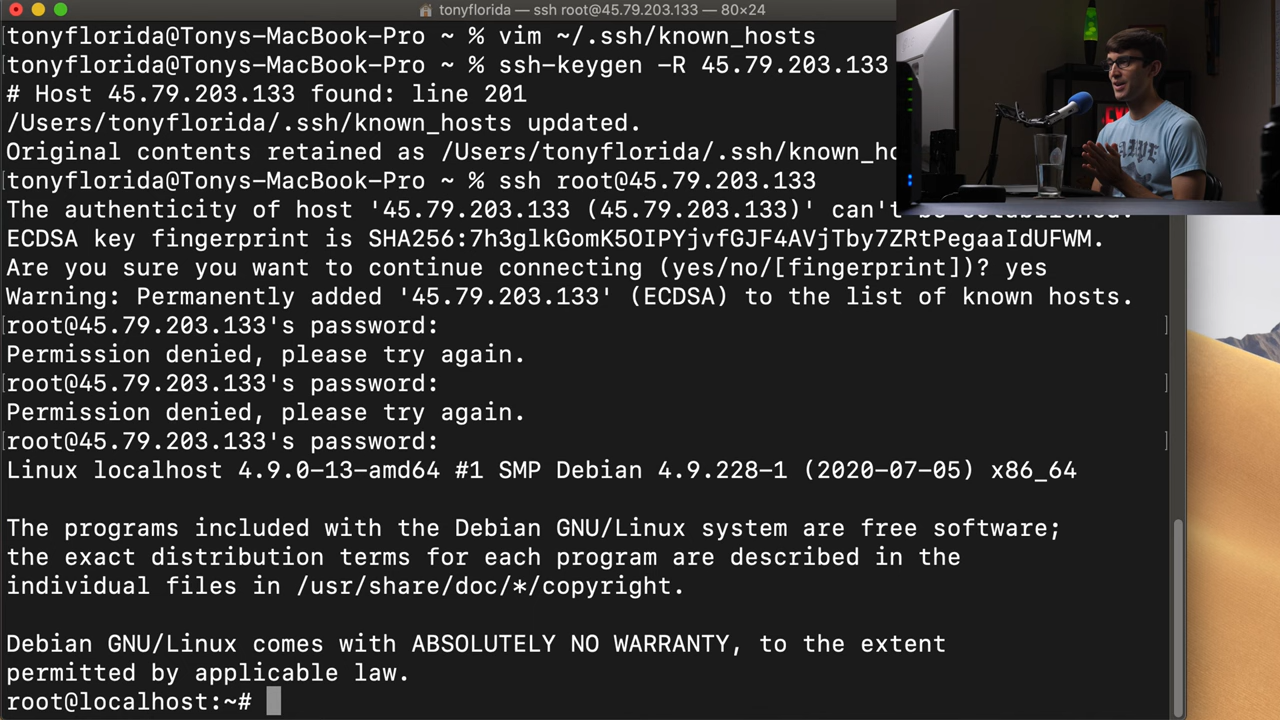 tonyflorida — ssh root@45.79.203.133 — 80×24
tonyflorida@Tonys-MacBook-Pro ~ % vim ~/.ssh/known_hosts
tonyflorida@Tonys-MacBook-Pro ~ % ssh-keygen -R 45.79.203.133
# Host 45.79.203.133 found: line 201
/Users/tonyflorida/.ssh/known_hosts updated.
Original contents retained as /Users/tonyflorida/.ssh/known_ho
tonyflorida@Tonys-MacBook-Pro ~ % ssh root@45.79.203.133
The authenticity of host '45.79.203.133 (45.79.203.133)' can't be established.
ECDSA key fingerprint is SHA256:7h3glkGomK5OIPYjvfGJF4AVjTby7ZRtPegaaIdUFWM.
Are you sure you want to continue connecting (yes/no/[fingerprint])? yes
Warning: Permanently added '45.79.203.133' (ECDSA) to the list of known hosts.
root@45.79.203.133's password:
Permission denied, please try again.
root@45.79.203.133's password:
Permission denied, please try again.
root@45.79.203.133's password:
Linux localhost 4.9.0-13-amd64 #1 SMP Debian 4.9.228-1 (2020-07-05) x86_64
The programs included with the Debian GNU/Linux system are free software;
the exact distribution terms for each program are described in the
individual files in /usr/share/doc/*/copyright.
Debian GNU/Linux comes with ABSOLUTELY NO WARRANTY, to the extent
permitted by applicable law.
root@localhost:~#